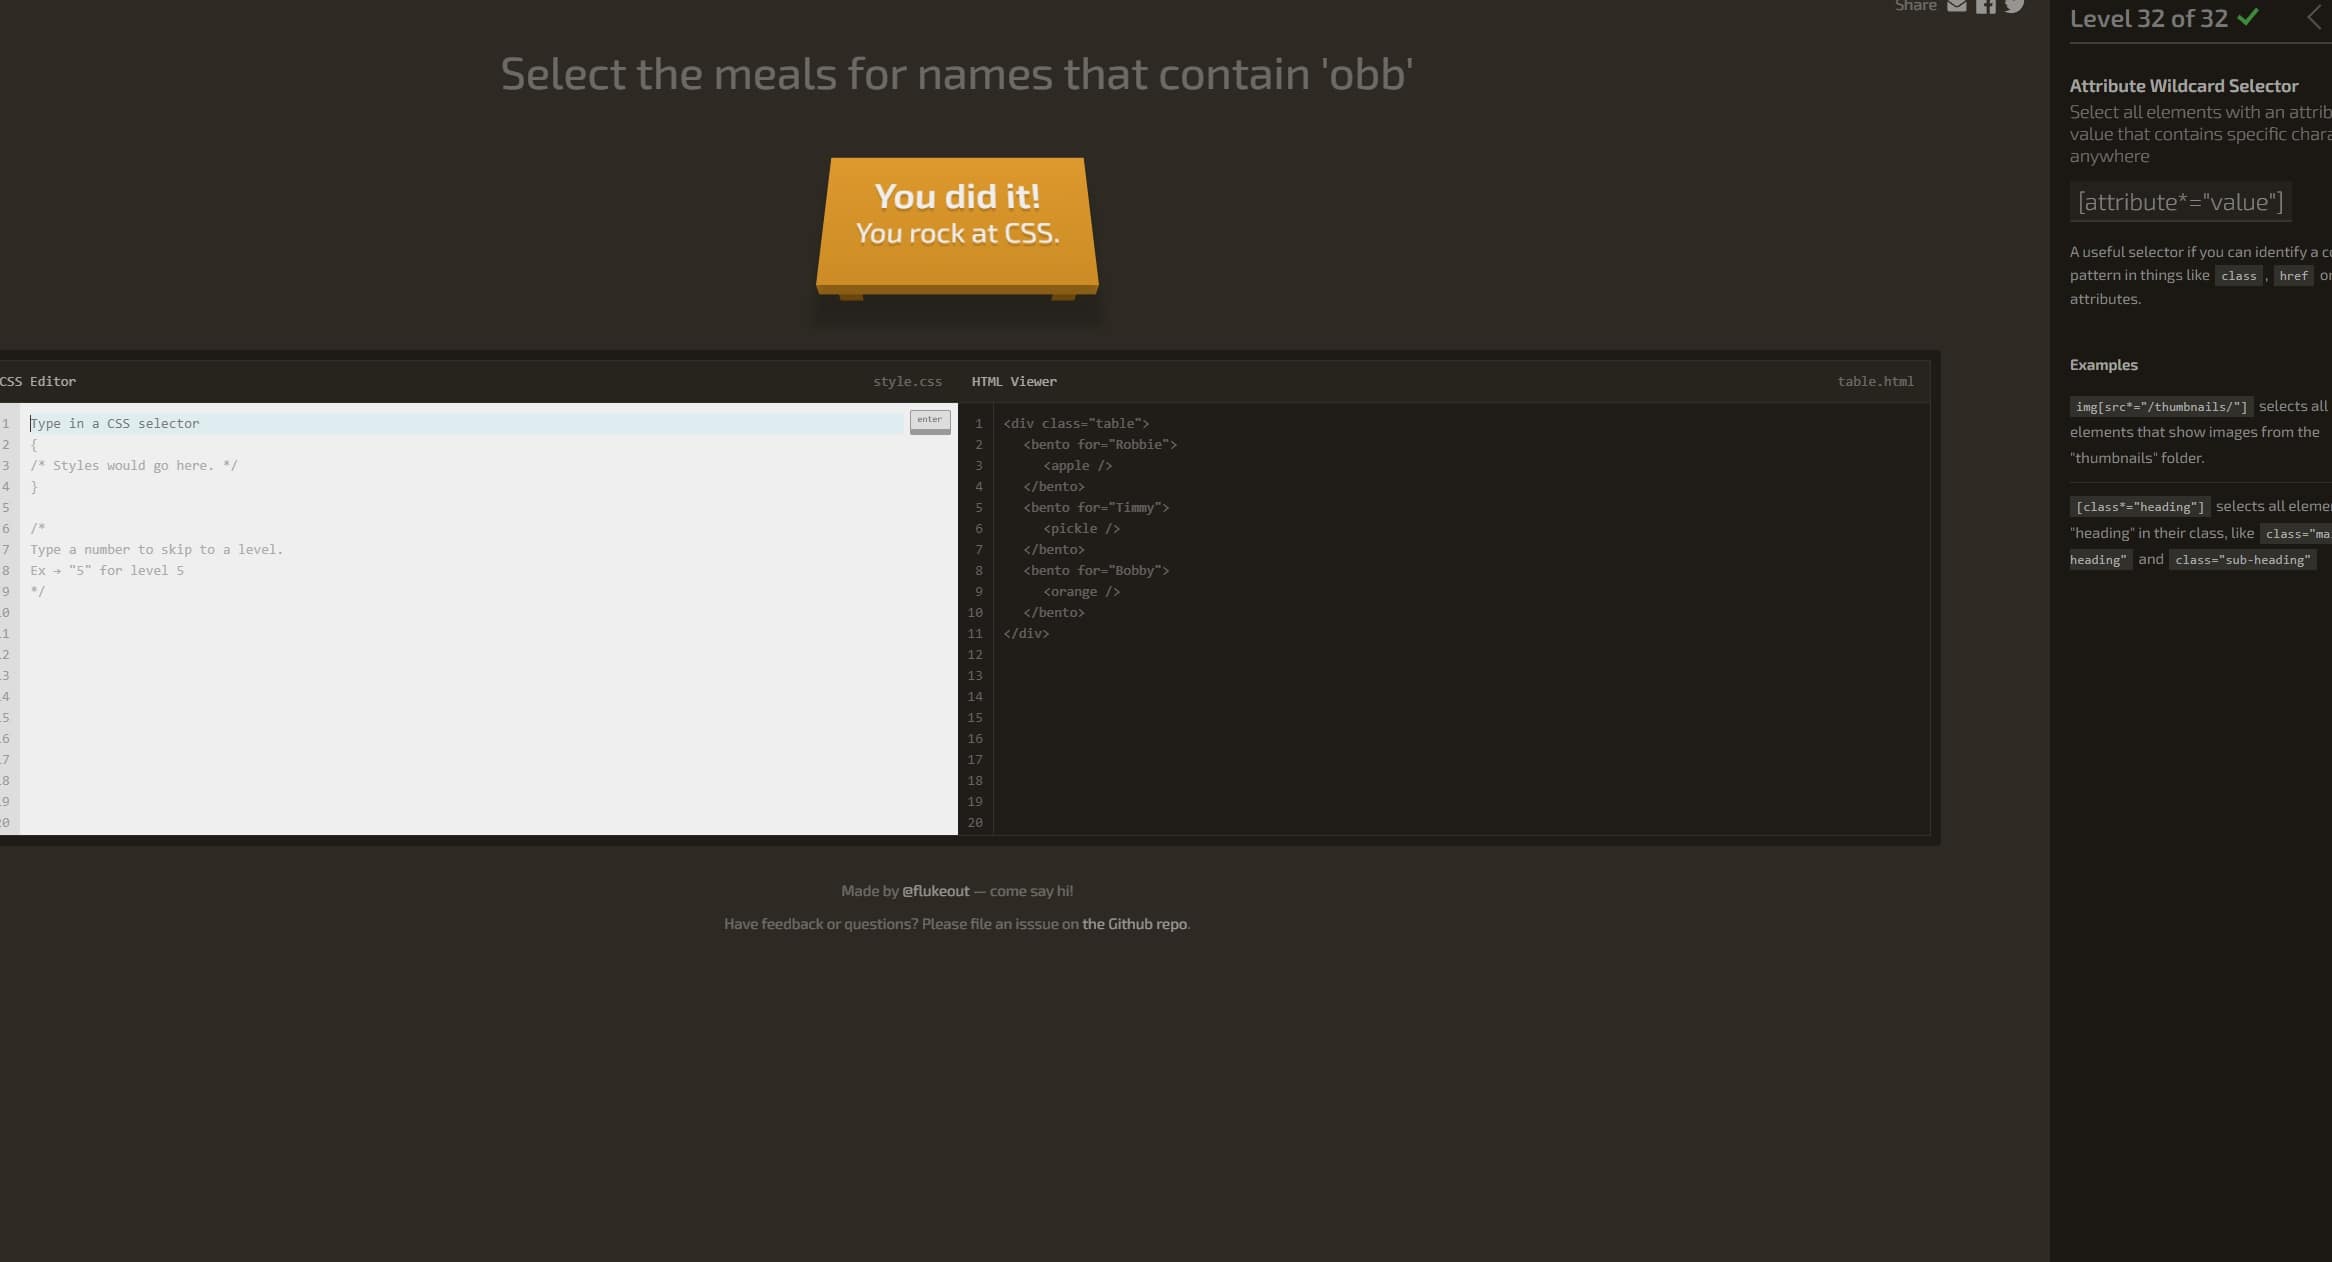 Share
Select the meals for names that contain 'obb'
You did it!
You rock at CSS.
CSS Editor
style.css
1
Type in a CSS selector
enter
2
{
3
/* Styles would go here. */
4
}
5
6
/*
7
Type a number to skip to a level.
8
Ex → "5" for level 5
9
*/
10
11
12
13
14
15
16
17
18
19
20
HTML Viewer
table.html
1
<div class="table">
2
<bento for="Robbie">
3
<apple />
4
</bento>
5
<bento for="Timmy">
6
<pickle />
7
</bento>
8
<bento for="Bobby">
9
<orange />
10
</bento>
11
</div>
12
13
14
15
16
17
18
19
20
Made by @flukeout — come say hi!
Have feedback or questions? Please file an isssue on the Github repo.
Level 32 of 32
Attribute Wildcard Selector
Select all elements with an attrib
value that contains specific chara
anywhere
[attribute*="value"]
A useful selector if you can identify a co
pattern in things like class , href or
attributes.
Examples
img[src*="/thumbnails/"] selects all
elements that show images from the
"thumbnails" folder.
[class*="heading"] selects all eleme
"heading" in their class, like class="ma
heading" and class="sub-heading"